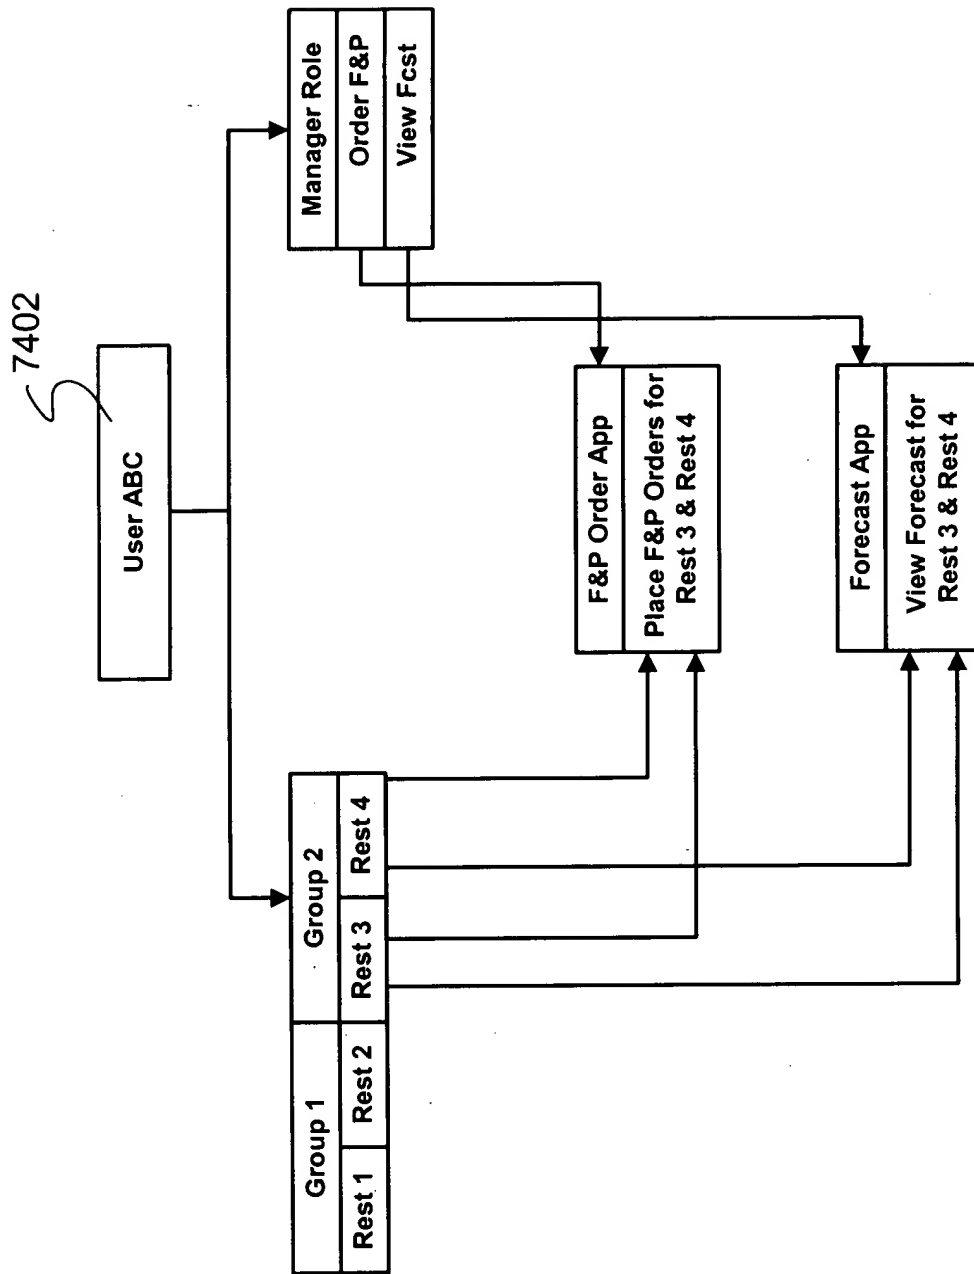 7402
User ABC
Group 1
Group 2
Rest 1
Rest 2
Rest 3
Rest 4
Manager Role
Order F&P
View Fcst
F&P Order App
Place F&P Orders for
Rest 3 & Rest 4
Forecast App
View Forecast for
Rest 3 & Rest 4